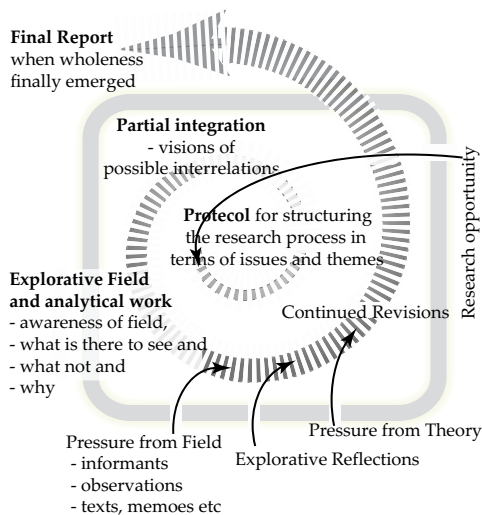 Final Report
when wholeness
finally emerged
Partial integration
- visions of
possible interrelations
Research opportunity
Protecol for structuring
the research process in
terms of issues and themes
Explorative Field
and analytical work
- awareness of field,
- what is there to see and
- what not and
- why
Continued Revisions
Pressure from Theory
Explorative Reflections
Pressure from Field
- informants
- observations
- texts, memoes etc